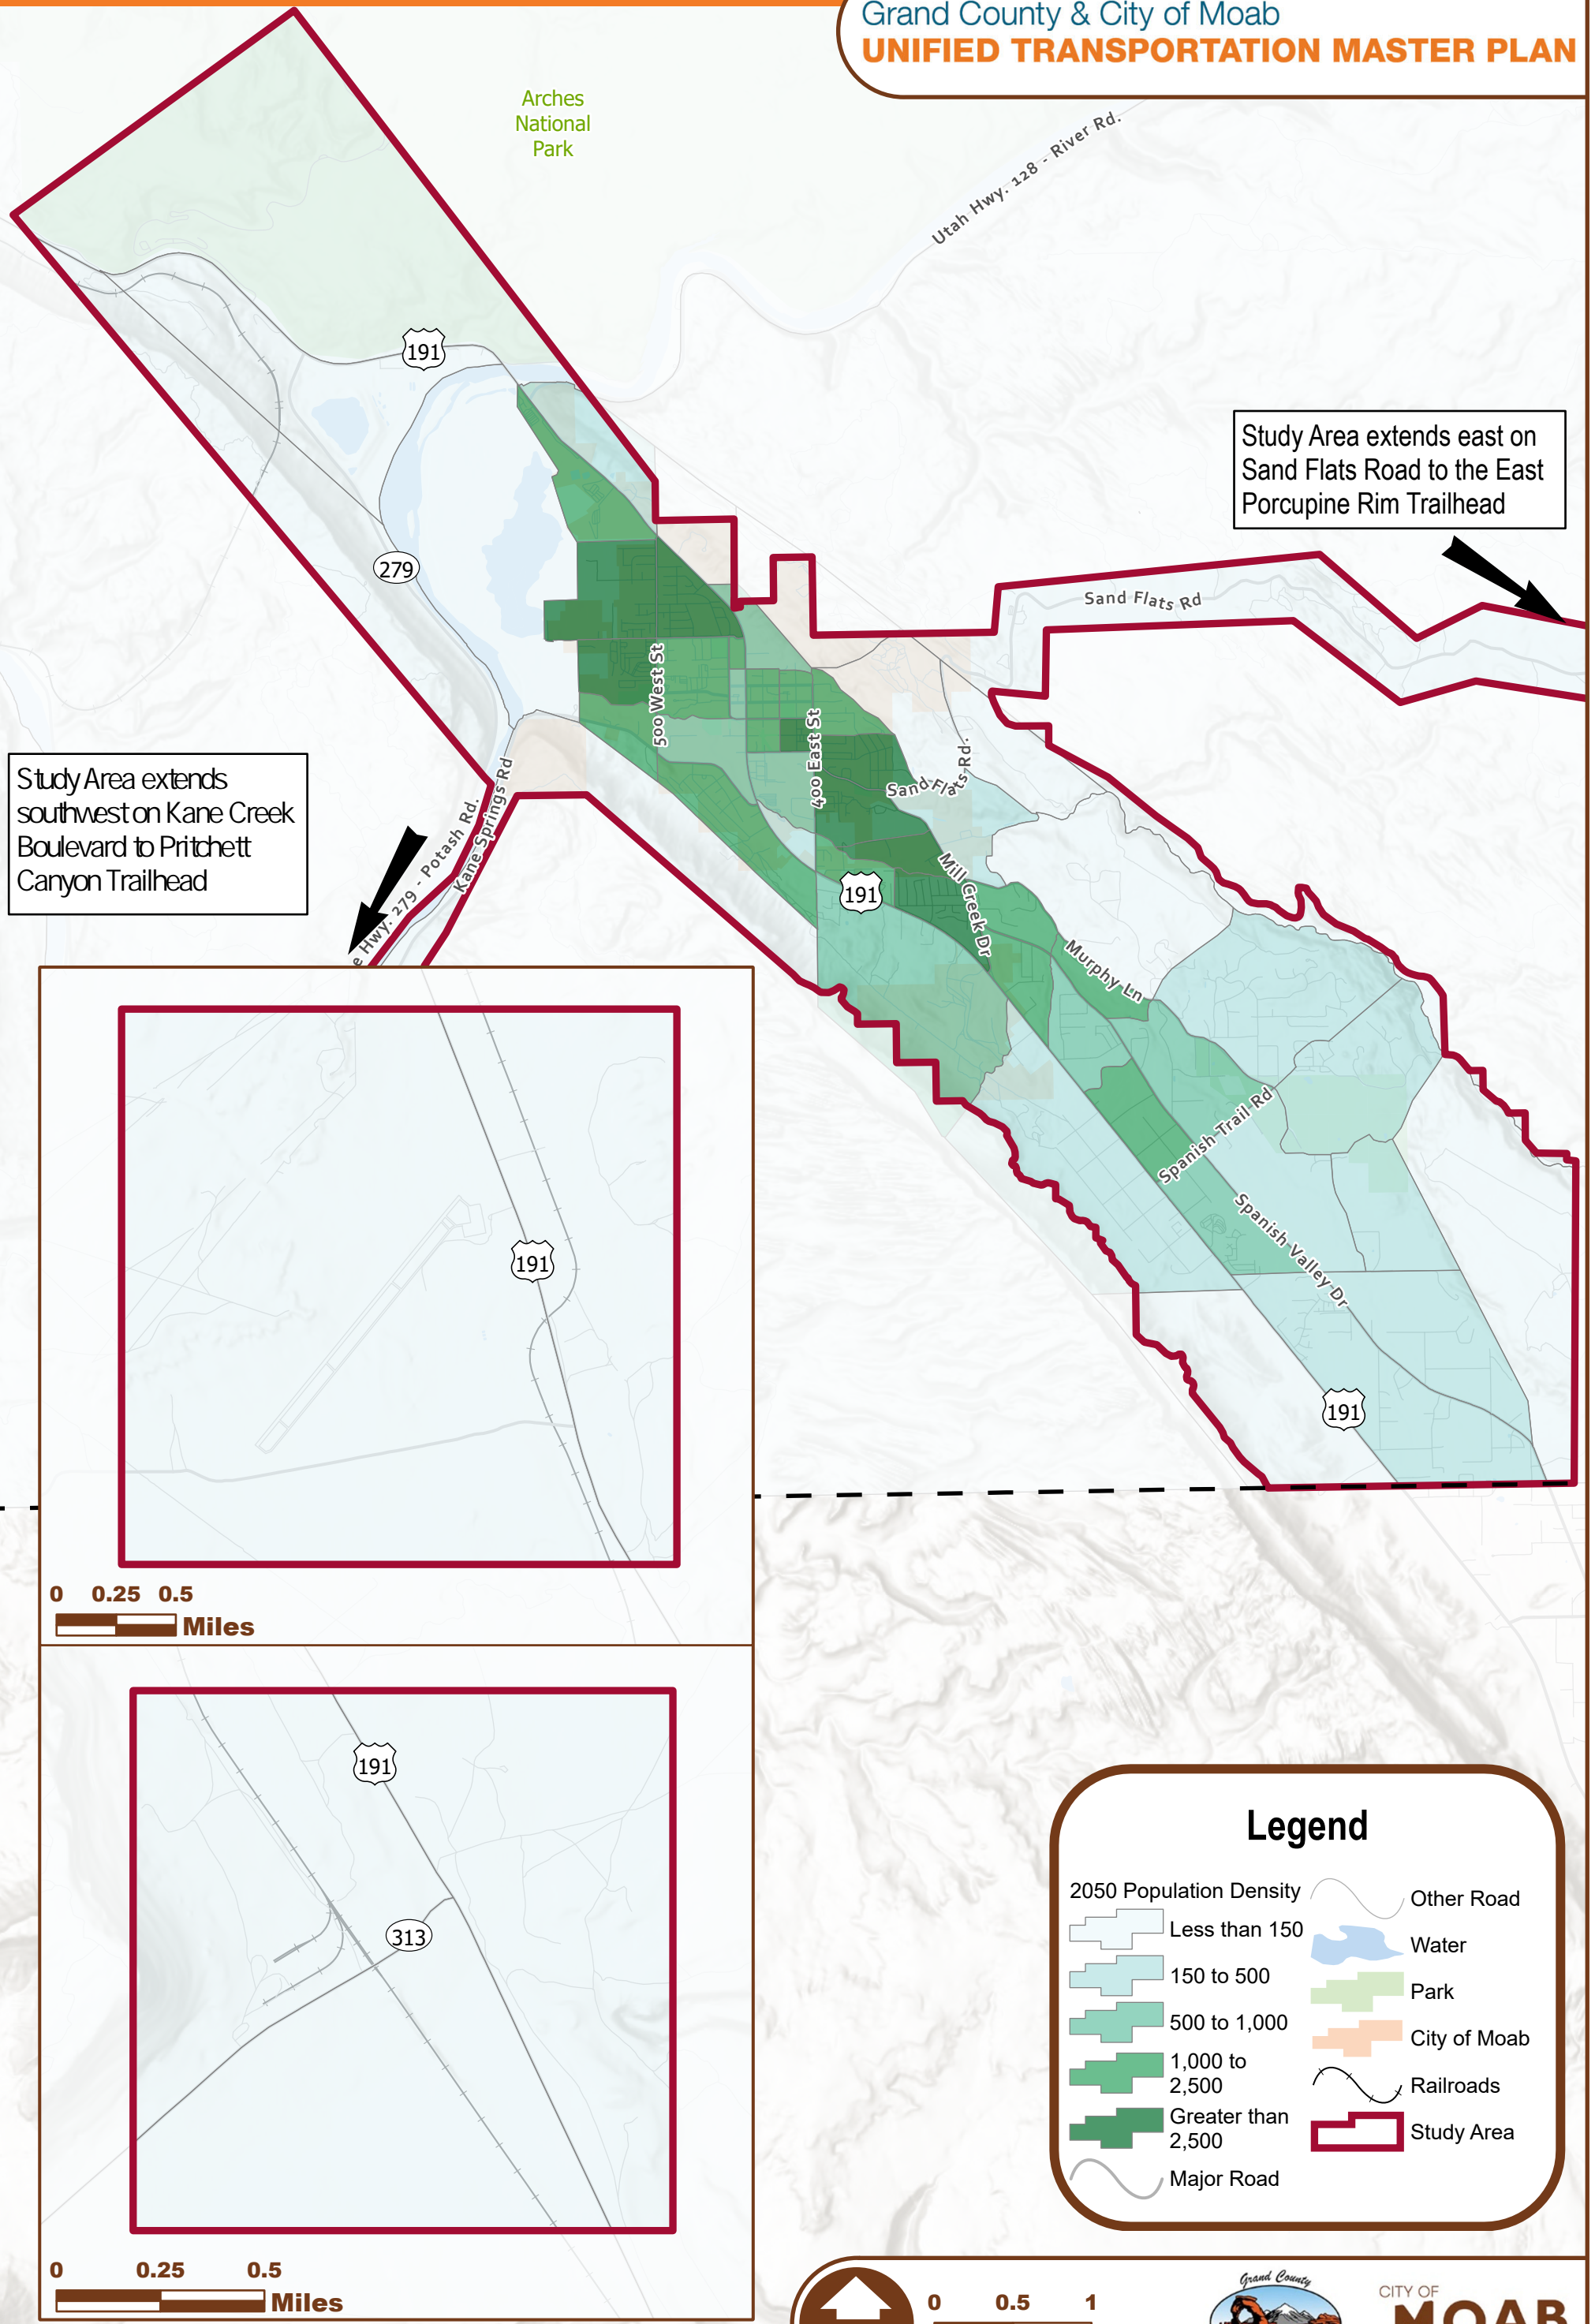 Grand County & City of Moab
UNIFIED TRANSPORTATION MASTER PLAN
Arches
National
Park
Utah Hwy. 128 - River Rd.
191
Study Area extends east on
Sand Flats Road to the East
Porcupine Rim Trailhead
279
Sand Flats Rd
500 West St
400 East St
Sand Flats Rd.
Study Area extends
southwest on Kane Creek
Boulevard to Pritchett
Canyon Trailhead
e Hwy. 279 - Potash Rd.
Kane Springs Rd
191
Mill Creek Dr
Murphy Ln
Spanish Trail Rd
Spanish Valley Dr
191
191
0 0.25 0.5
Miles
191
313
0 0.25 0.5
Miles
Legend
2050 Population Density
Less than 150
150 to 500
500 to 1,000
1,000 to
2,500
Greater than
2,500
Major Road
Other Road
Water
Park
City of Moab
Railroads
Study Area
0 0.5 1
Grand County
CITY OF
MOAB